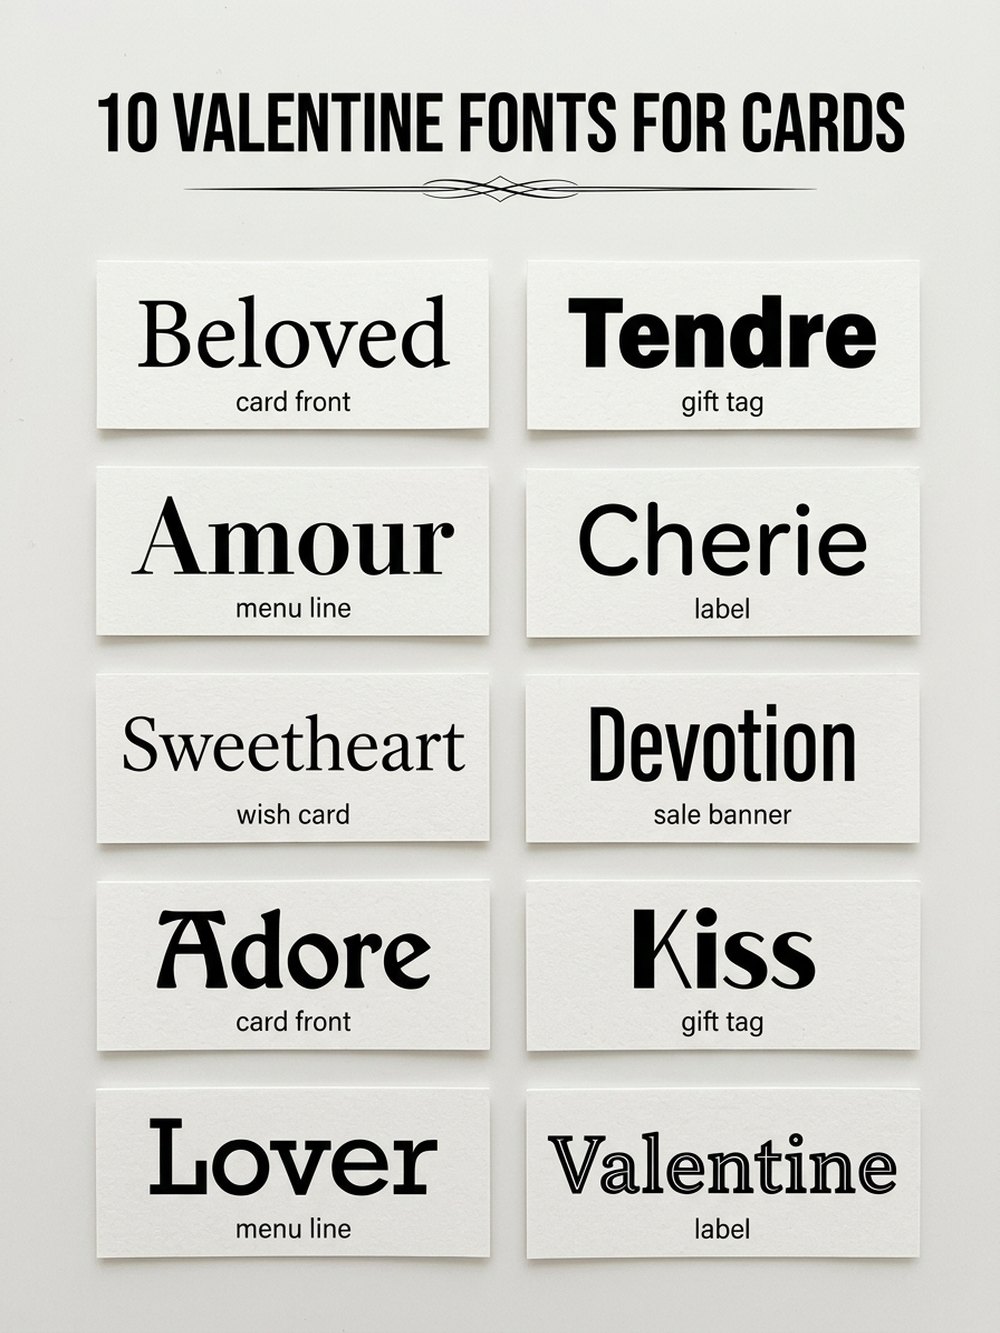 10 VALENTINE FONTS FOR CARDS
Beloved
card front
Tendre
gift tag
Amour
menu line
Cherie
label
Sweetheart
wish card
Devotion
sale banner
Adore
card front
Kiss
gift tag
Lover
menu line
Valentine
label